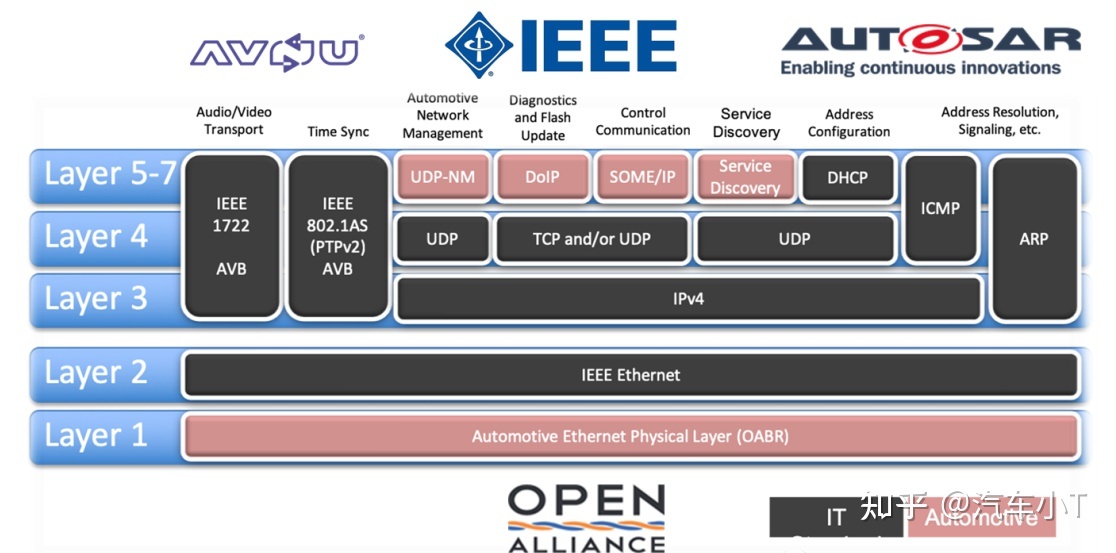 AVNU
IEEE
AUTOSAR
Enabling continuous innovations
Audio/Video
Transport
Time Sync
Automotive
Network
Management
Diagnostics
and Flash
Update
Control
Communication
Service
Discovery
Address
Configuration
Address Resolution,
Signaling, etc.
Layer 5-7
IEEE
1722
AVB
IEEE
802.1AS
(PTPv2)
AVB
UDP-NM
DoIP
SOME/IP
Service
Discovery
DHCP
ICMP
ARP
Layer 4
UDP
TCP and/or UDP
UDP
Layer 3
IPv4
Layer 2
IEEE Ethernet
Layer 1
Automotive Ethernet Physical Layer (OABR)
OPEN
ALLIANCE
IT
Automotive
知乎 @汽车小T